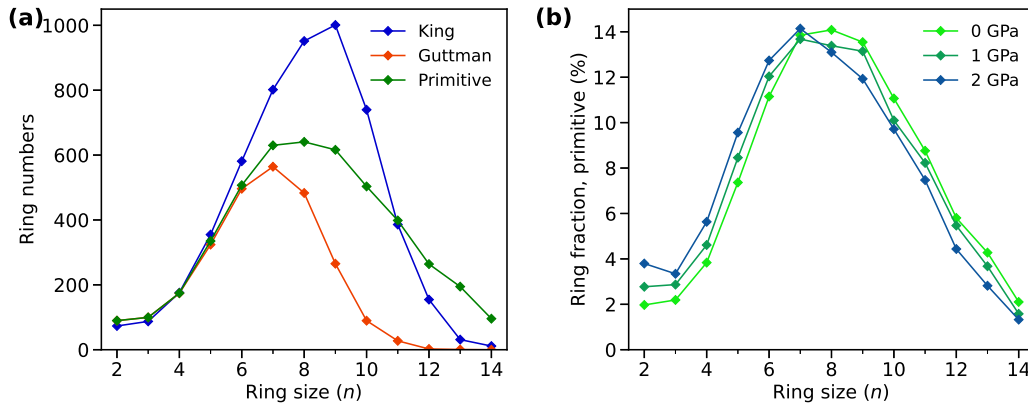 (a)
1000
800
600
400
200
0
Ring numbers
King
Guttman
Primitive
2 4 6 8 10 12 14
Ring size (n)
(b)
14
12
10
8
6
4
2
0
Ring fraction, primitive (%)
0 GPa
1 GPa
2 GPa
2 4 6 8 10 12 14
Ring size (n)